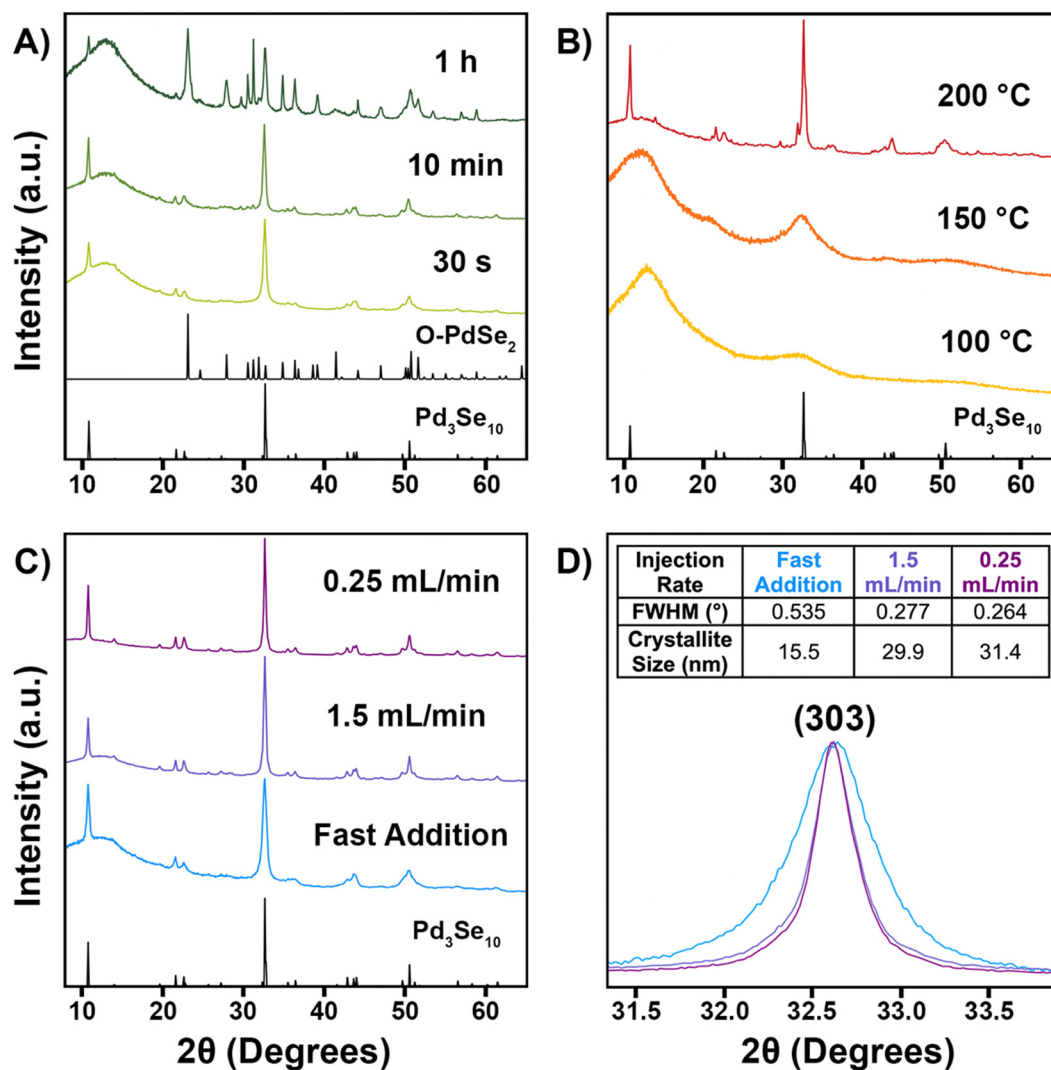 A)
1 h
10 min
30 s
O-PdSe₂
Pd₃Se₁₀
Intensity (a.u.)
10 20 30 40 50 60
B)
200 °C
150 °C
100 °C
Pd₃Se₁₀
10 20 30 40 50 60
C)
0.25 mL/min
1.5 mL/min
Fast Addition
Pd₃Se₁₀
Intensity (a.u.)
10 20 30 40 50 60
2θ (Degrees)
D)
Injection Rate Fast Addition 1.5 mL/min 0.25 mL/min
FWHM (°) 0.535 0.277 0.264
Crystallite Size (nm) 15.5 29.9 31.4
(303)
31.5 32.0 32.5 33.0 33.5
2θ (Degrees)